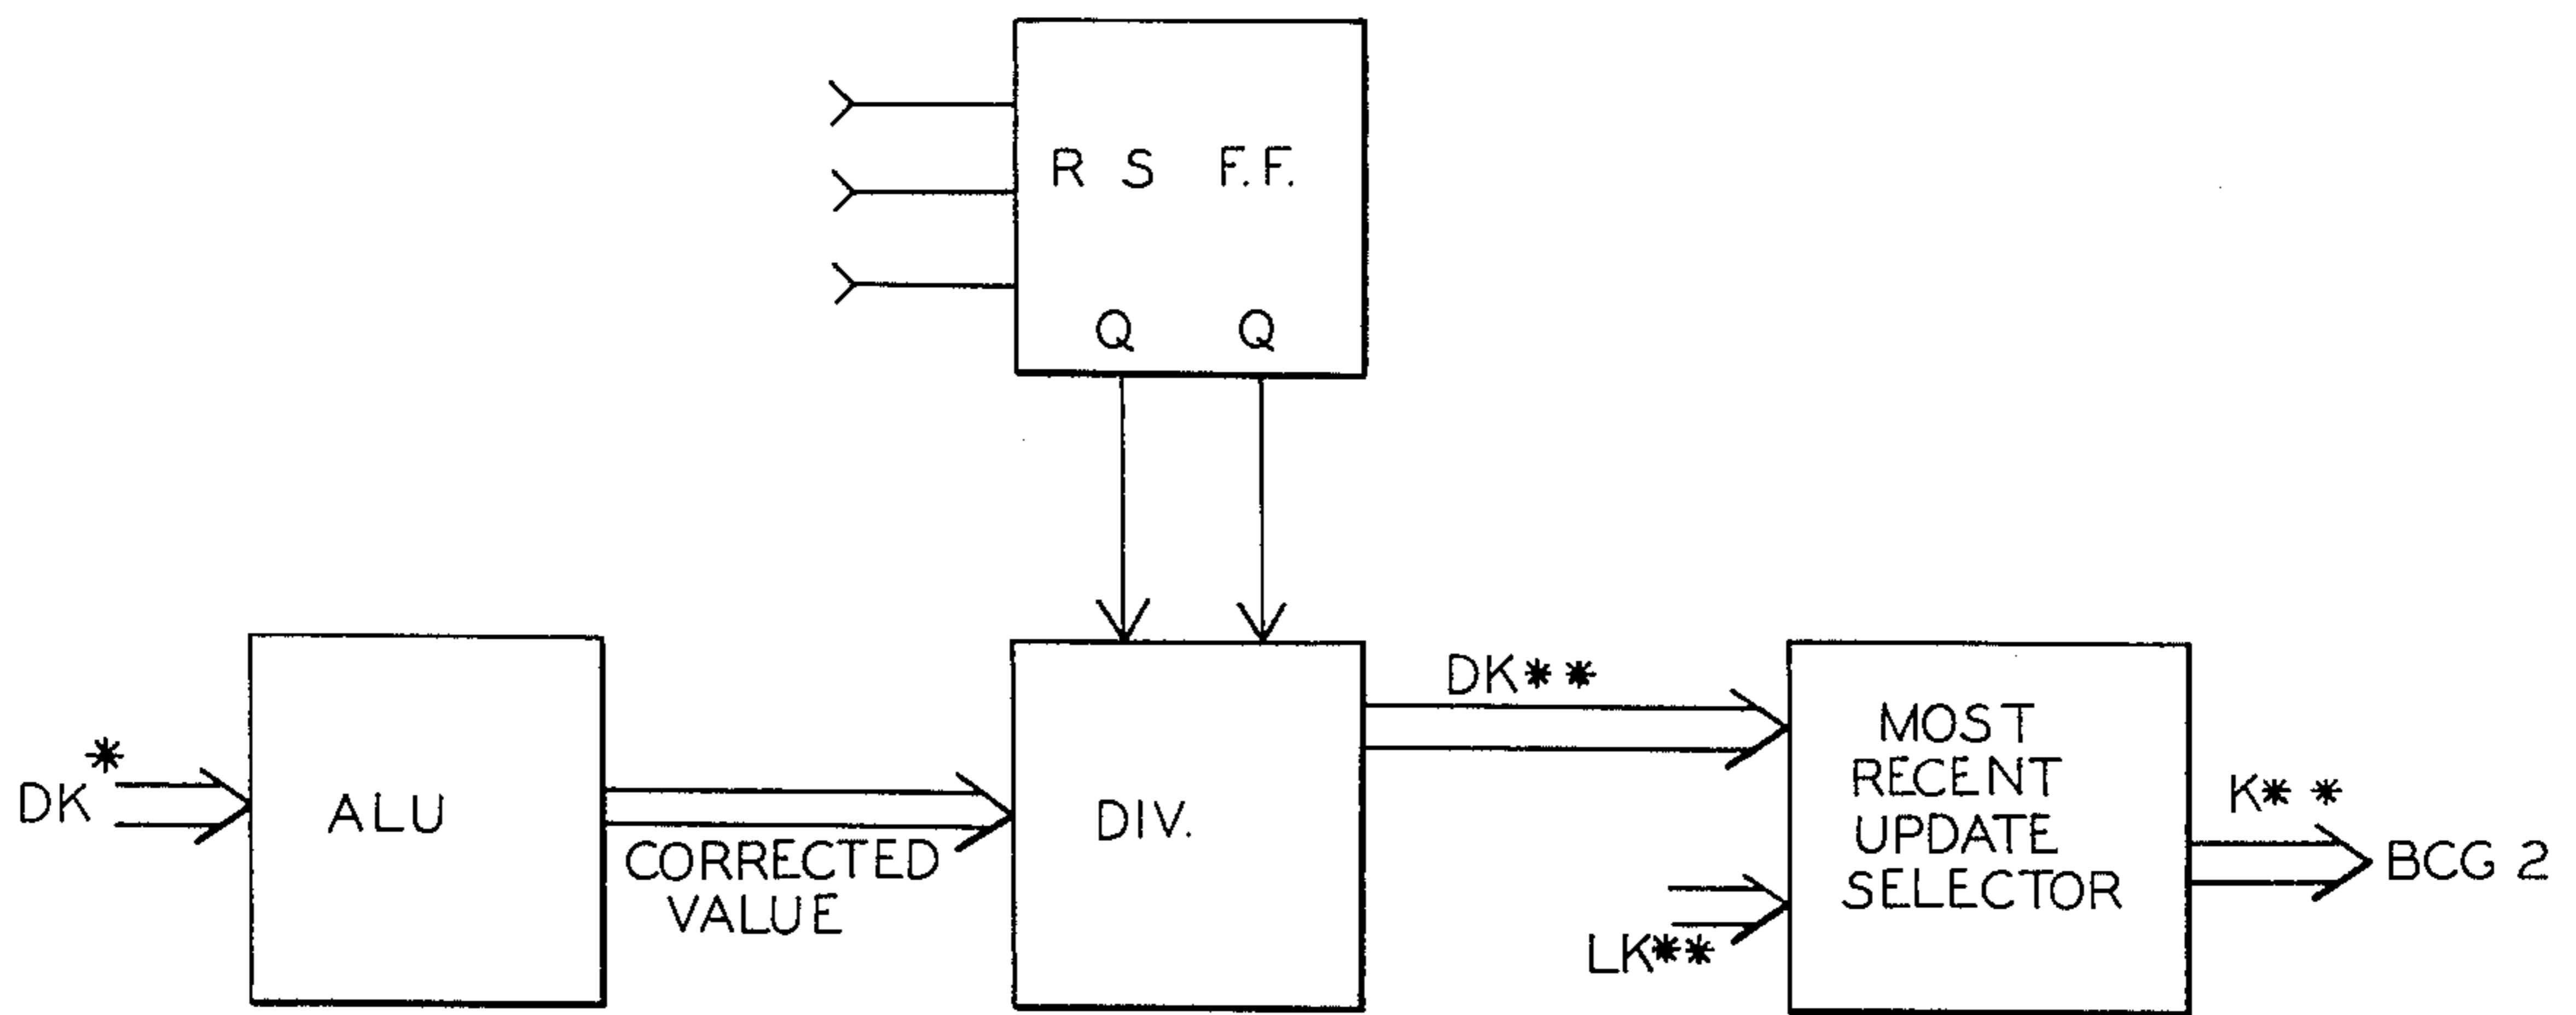 R S F.F.
Q Q
DK*
ALU
CORRECTED
VALUE
DIV.
DK**
LK**
MOST
RECENT
UPDATE
SELECTOR
K**
BCG 2